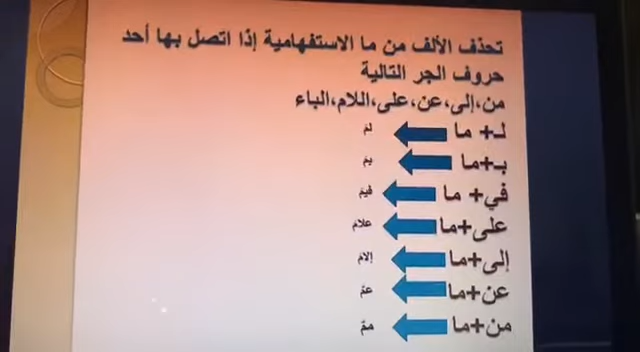 تحذف الألف من ما الاستفهامية إذا اتصل بها أحد
حروف الجر التالية
من،إلى،عن،على،اللام،الباء
لـ+ ما لمَ
بـ+ما بمَ
في+ ما فيمَ
على+ما علامَ
إلى+ما إلامَ
عن+ما عمَّ
من+ما ممَّ